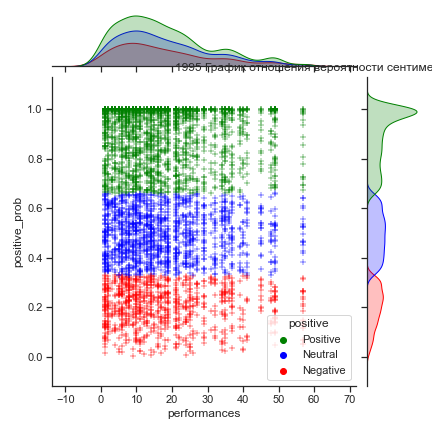 1995 График отношения вероятности сентиме
1.0
0.8
0.6
0.4
0.2
0.0
positive_prob
positive
Positive
Neutral
Negative
−10 0 10 20 30 40 50 60 70
performances